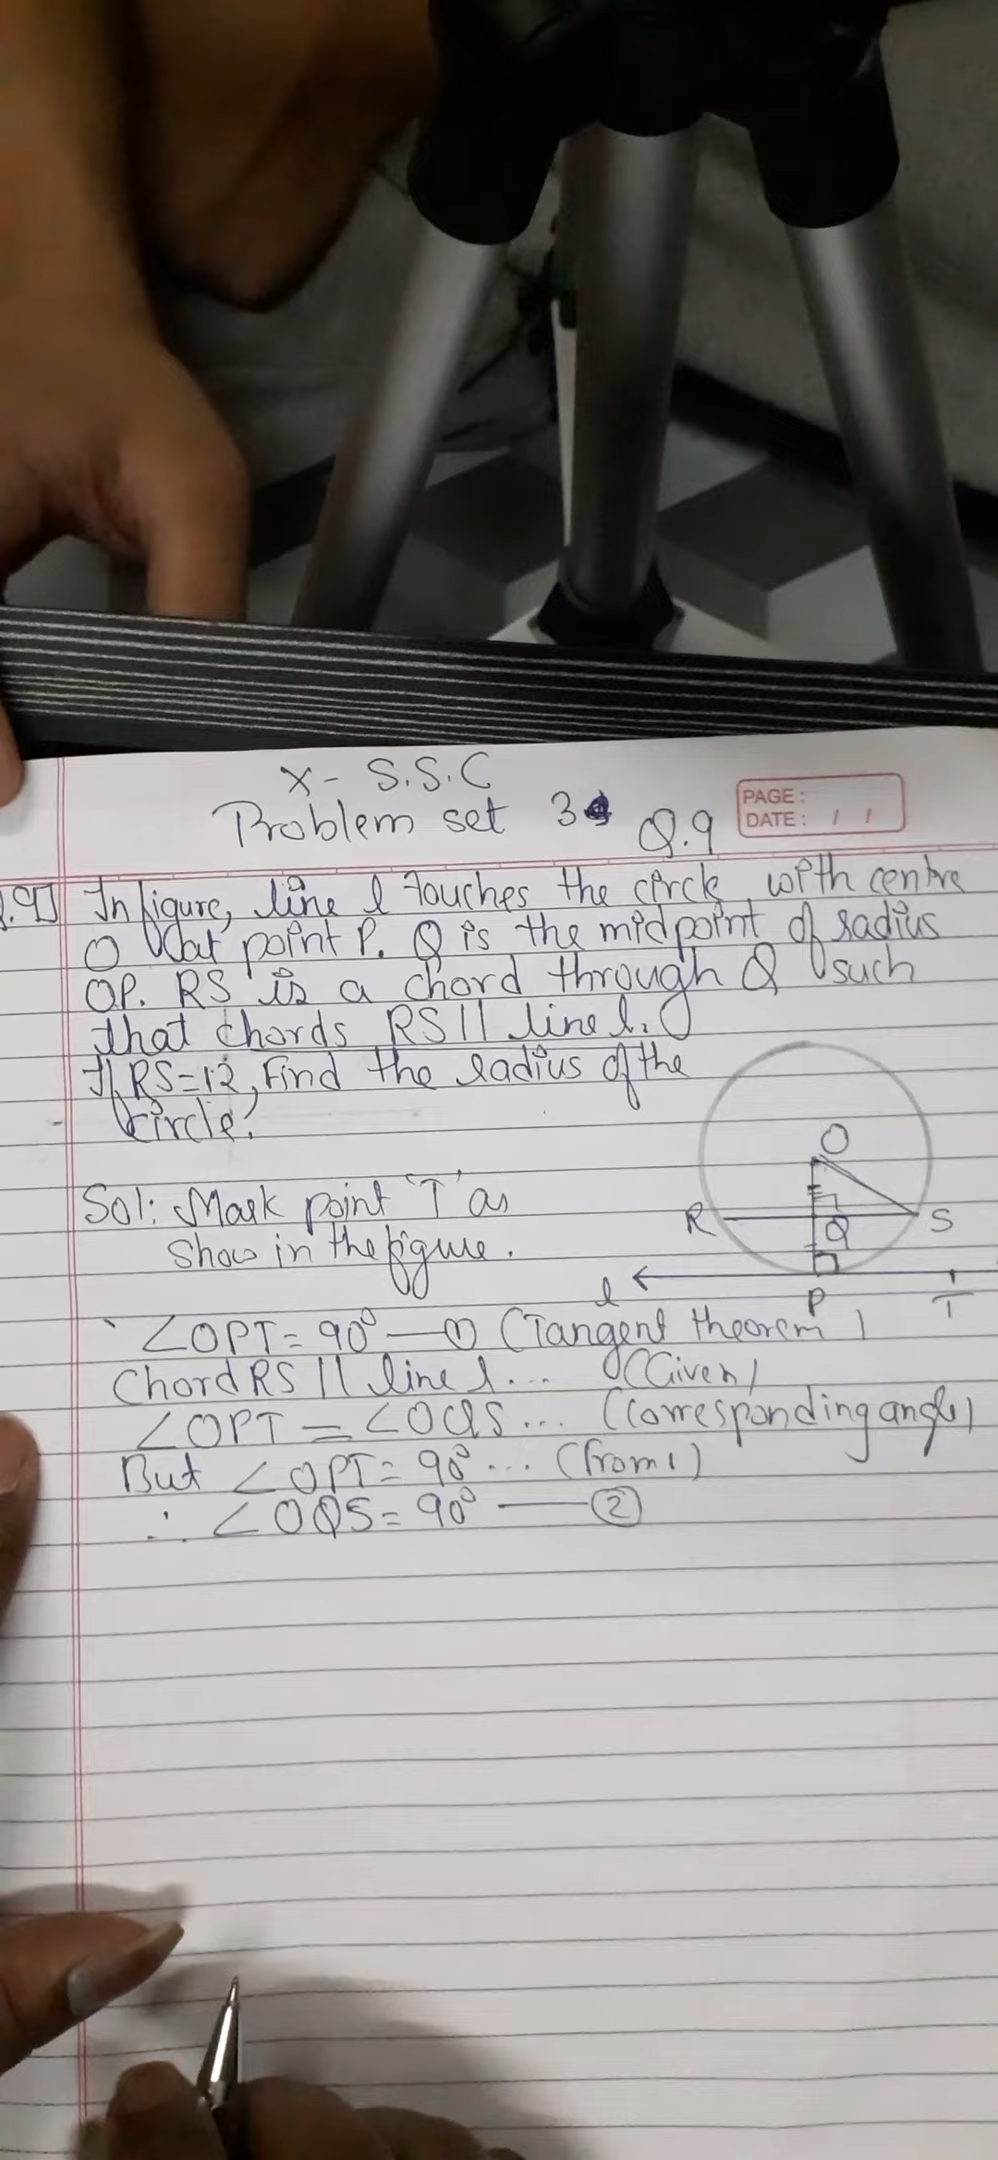 X - S.S.C
Problem set 3 Q.9
PAGE:
DATE: / /
.9] In figure, line l touches the circle with centre
O at point P. Q is the midpoint of radius
OP. RS is a chord through Q such
that chords RS || line l.
If RS=12, Find the radius of the
circle.
Sol: Mark point 'T' as
Show in the figure.
O
R
Q
S
l
P
T
∠OPT = 90° — ① (Tangent theorem)
Chord RS || line l... (Given)
∠OPT = ∠OQS... (Corresponding angle)
But ∠OPT = 90° ... (from 1)
∴ ∠OQS = 90° — ②